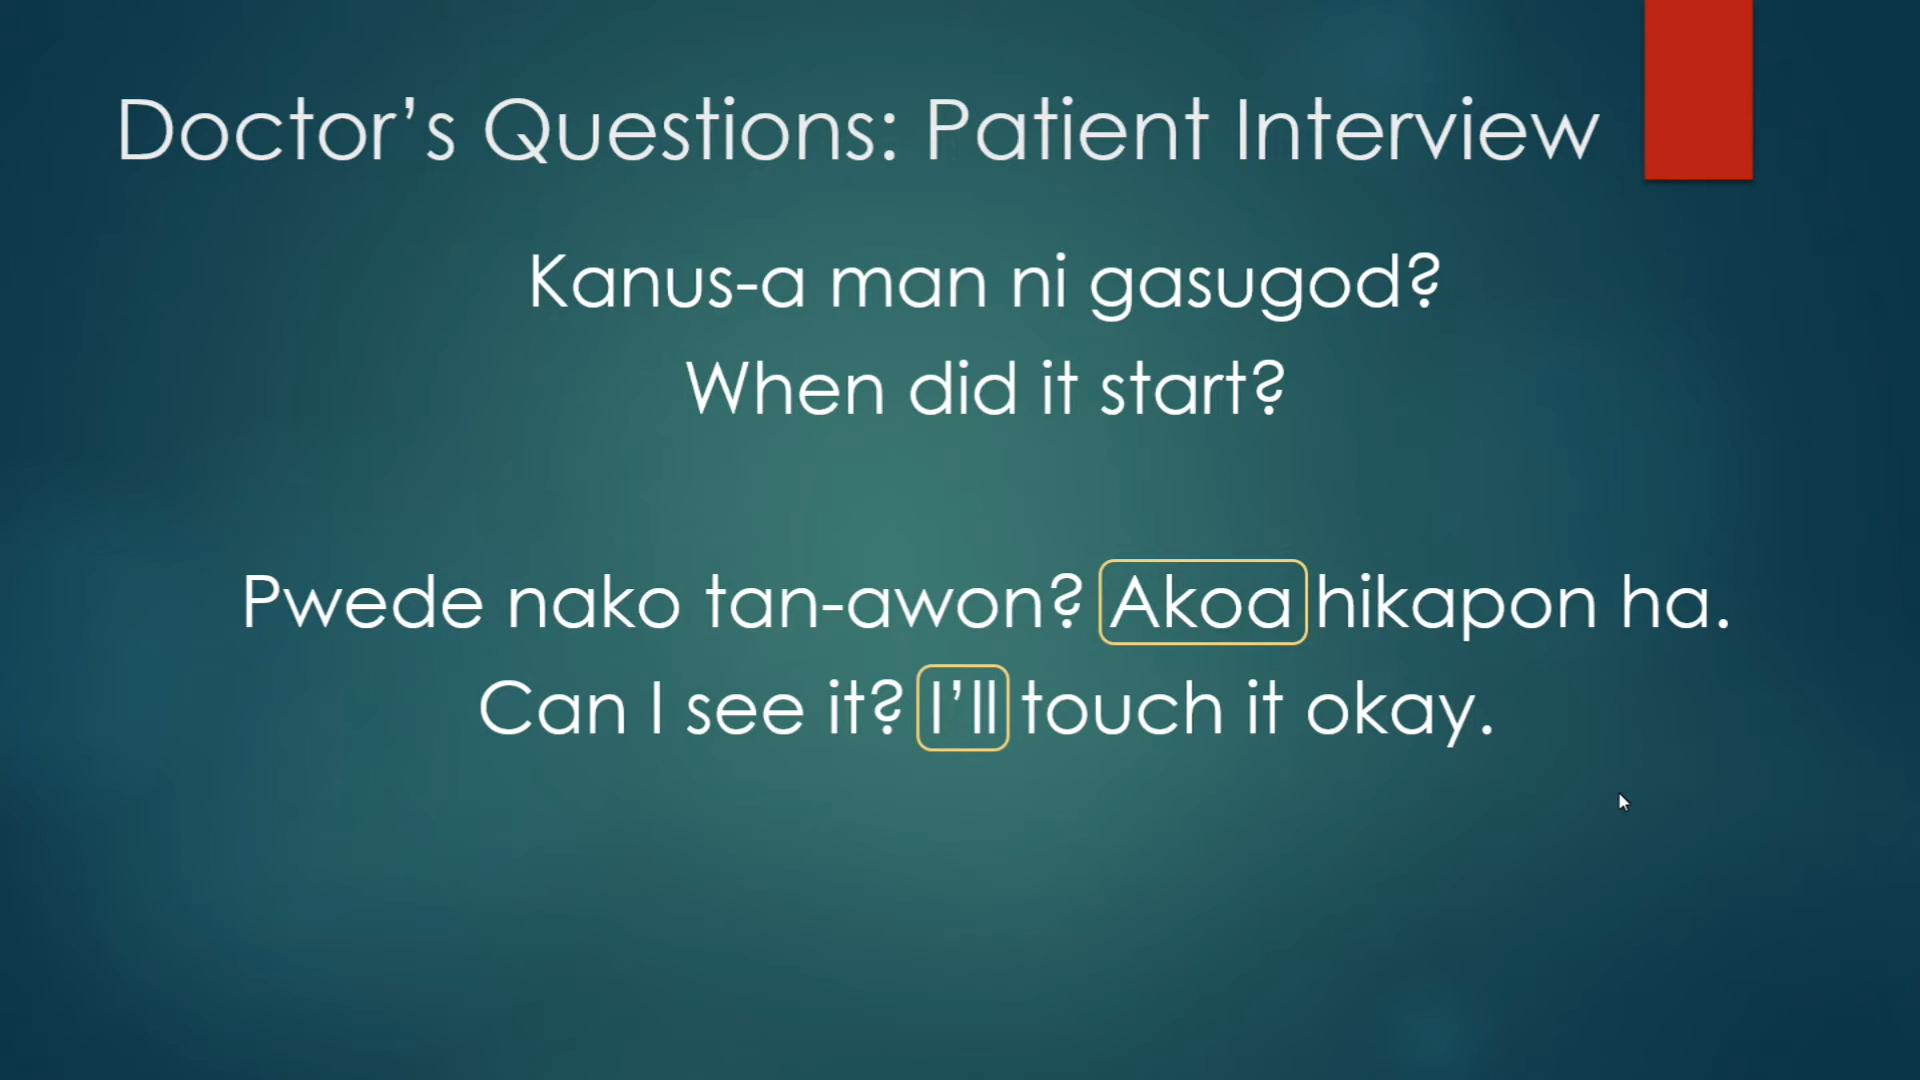 Doctor’s Questions: Patient Interview
Kanus-a man ni gasugod?
When did it start?
Pwede nako tan-awon? Akoa hikapon ha.
Can I see it? I’ll touch it okay.